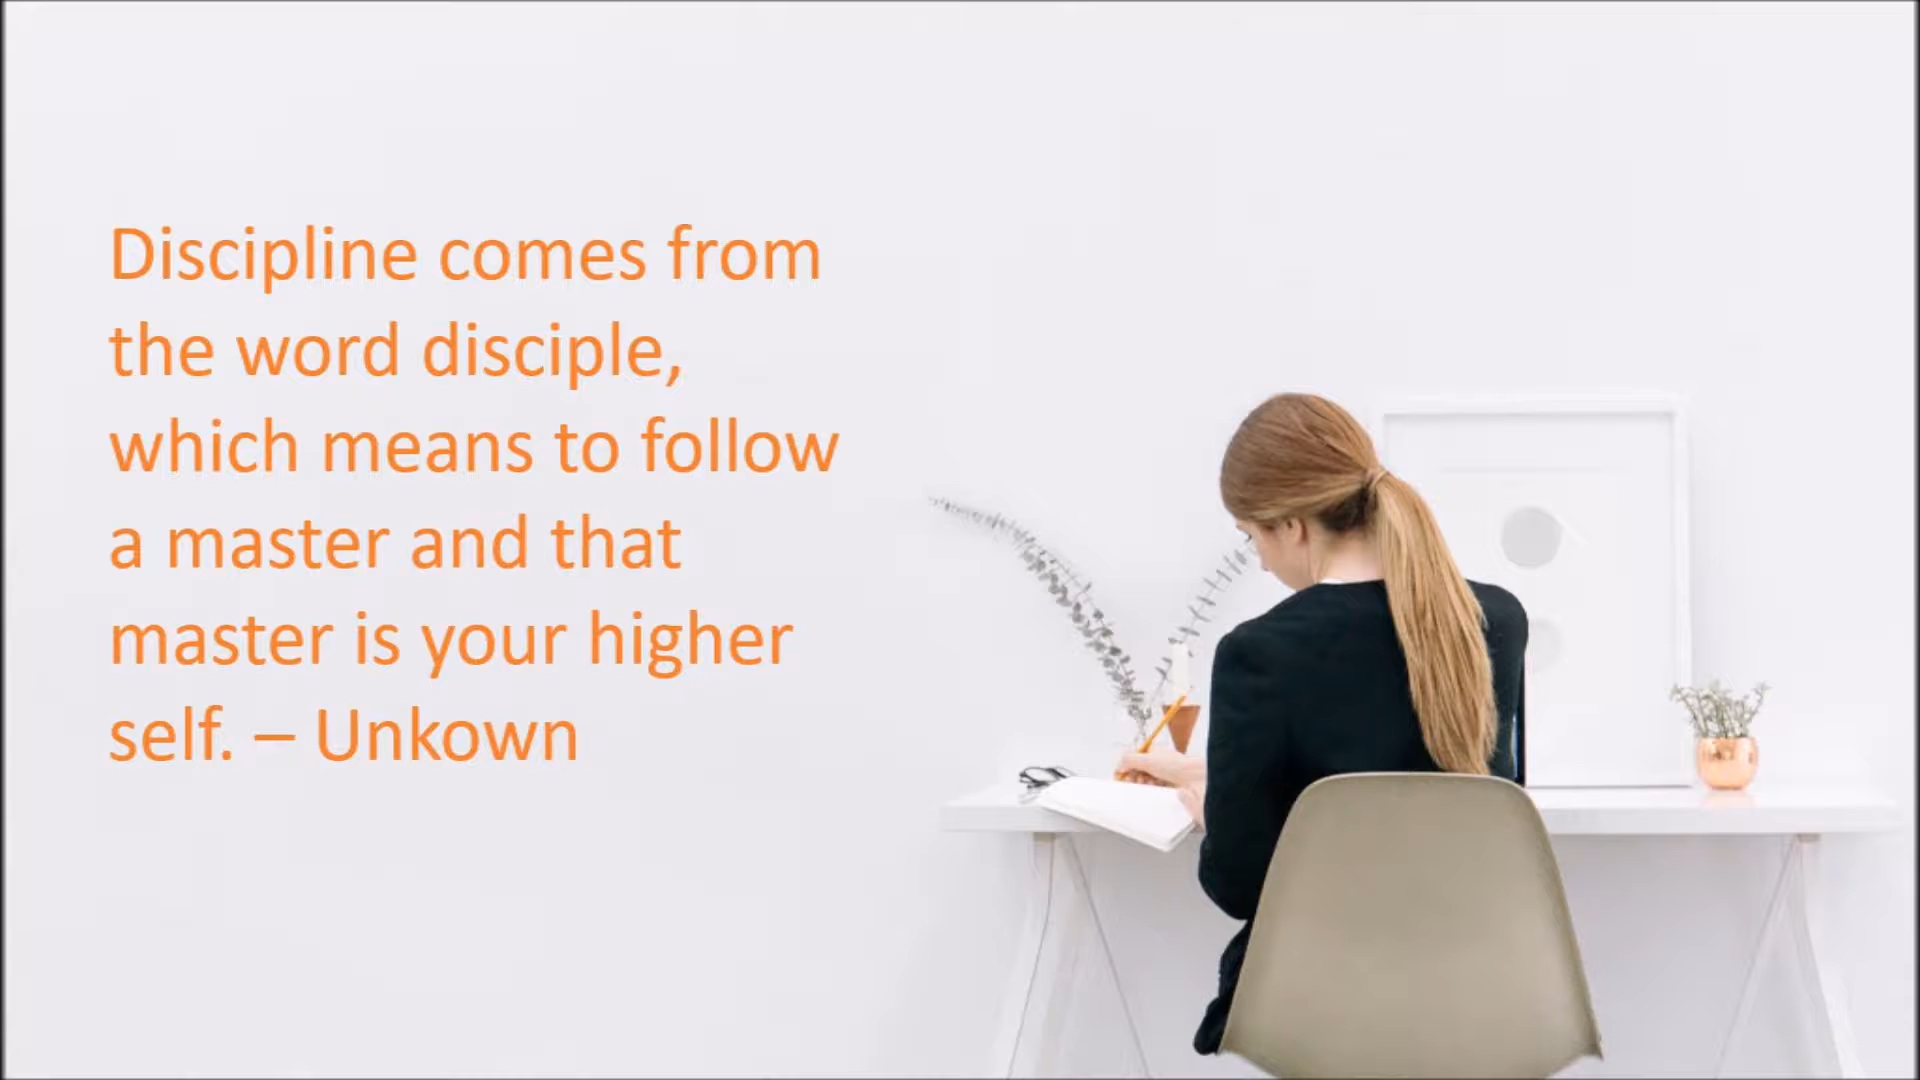 Discipline comes from
the word disciple,
which means to follow
a master and that
master is your higher
self. – Unkown